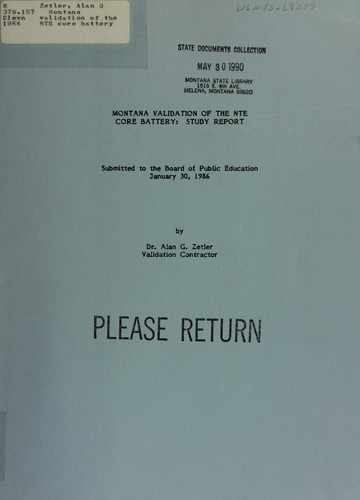 S
379.157
E1mvn
1986
Zetler, Alan G
Montana
validation of the
NTE core battery
STATE DOCUMENTS COLLECTION
MAY 30 1990
MONTANA STATE LIBRARY
1515 E. 6th AVE.
HELENA, MONTANA 59620
MONTANA VALIDATION OF THE NTE
CORE BATTERY: STUDY REPORT
Submitted to the Board of Public Education
January 30, 1986
by
Dr. Alan G. Zetler
Validation Contractor
PLEASE RETURN